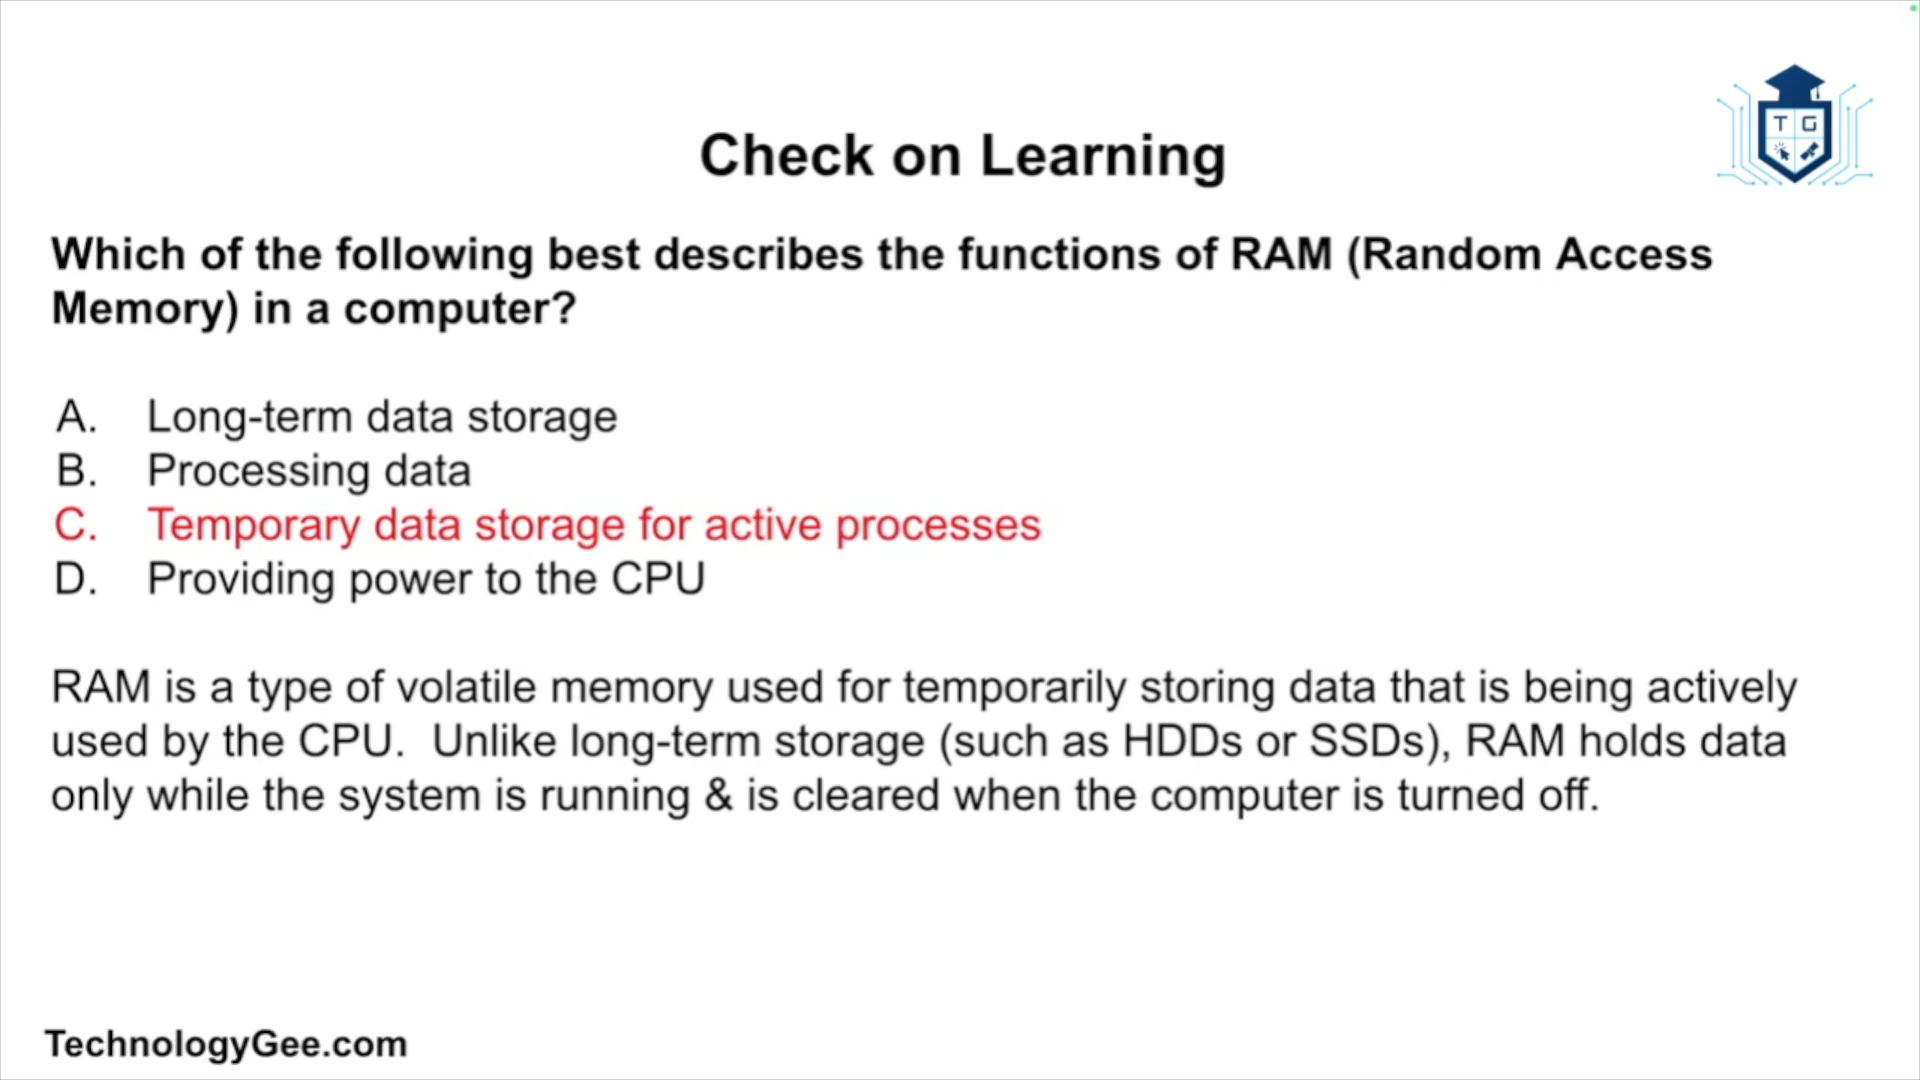 T G
Check on Learning
Which of the following best describes the functions of RAM (Random Access
Memory) in a computer?
A. Long-term data storage
B. Processing data
C. Temporary data storage for active processes
D. Providing power to the CPU
RAM is a type of volatile memory used for temporarily storing data that is being actively
used by the CPU.  Unlike long-term storage (such as HDDs or SSDs), RAM holds data
only while the system is running & is cleared when the computer is turned off.
TechnologyGee.com